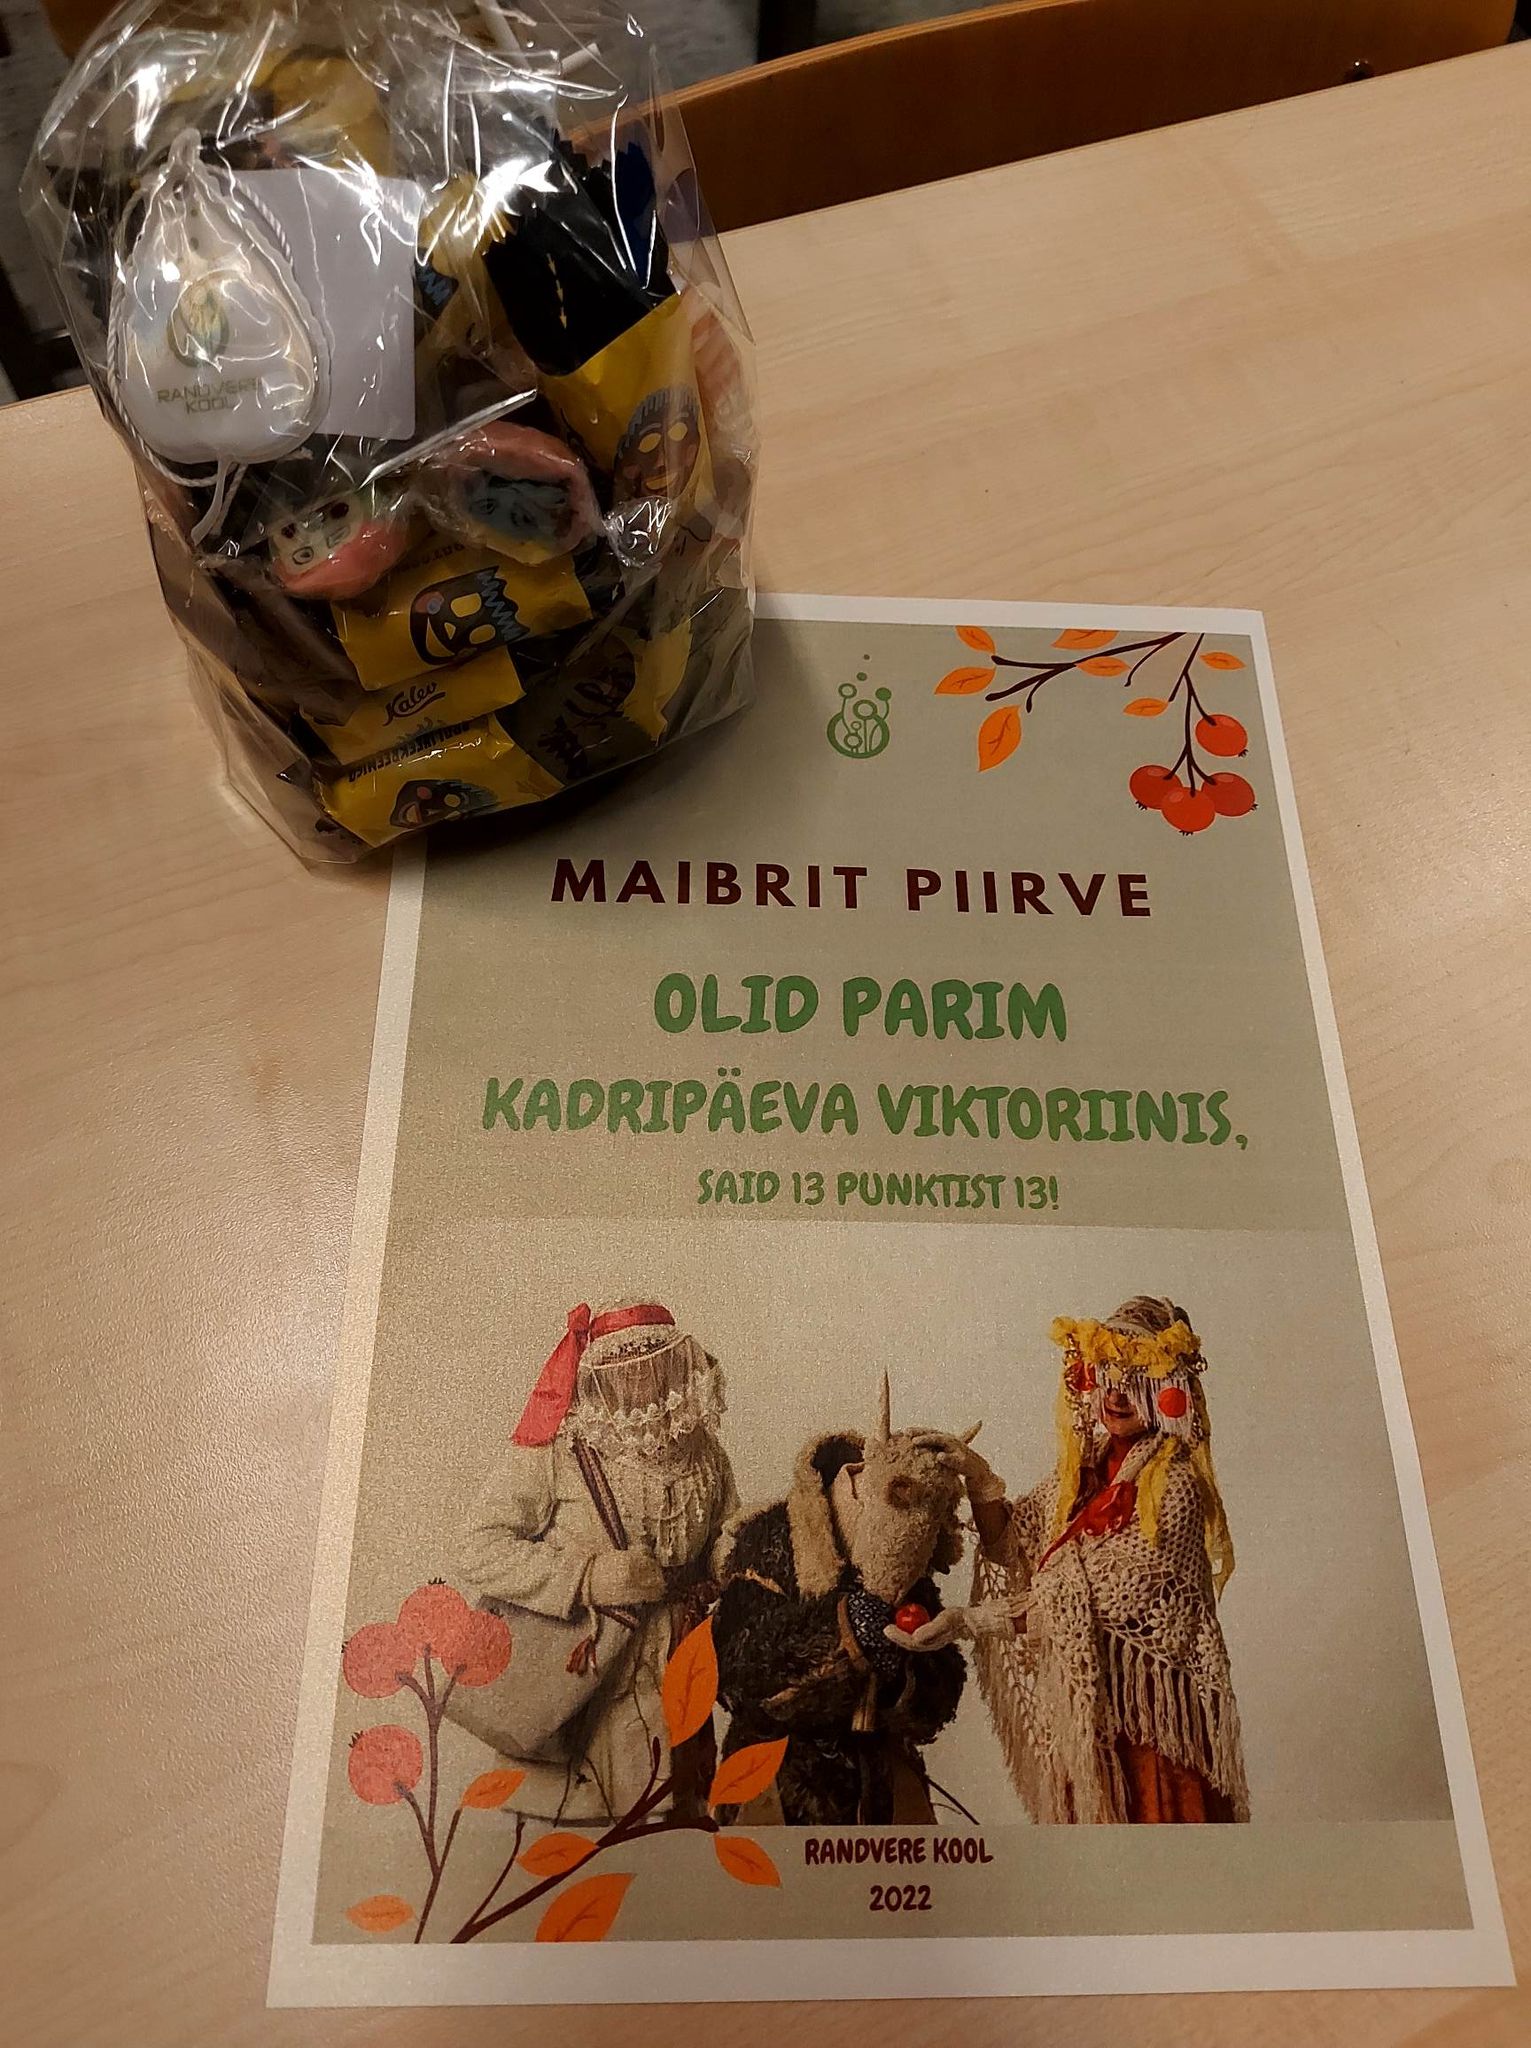 RANDVERE
KOOL
Kalev
MAIBRIT PIIRVE
OLID PARIM
KADRIPÄEVA VIKTORIINIS,
SAID 13 PUNKTIST 13!
RANDVERE KOOL
2022